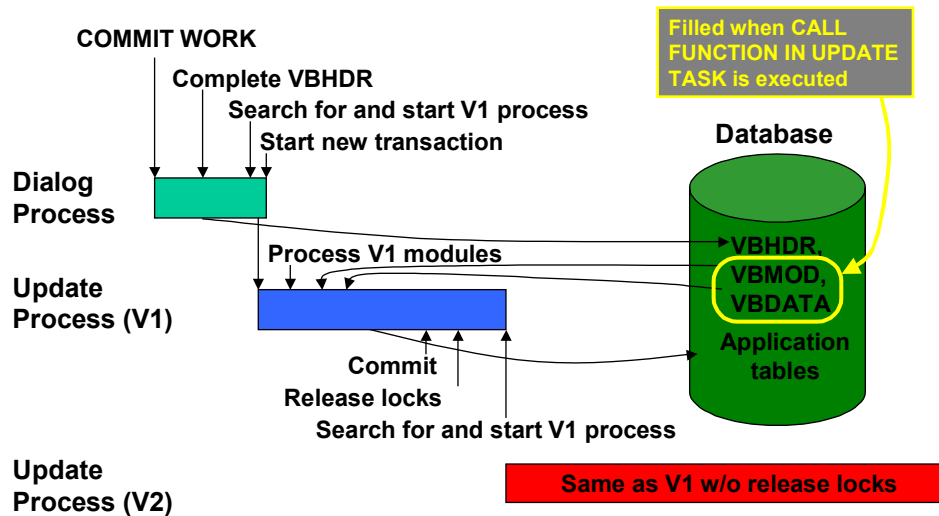 COMMIT WORK
Filled when CALL
FUNCTION IN UPDATE
TASK is executed
Complete VBHDR
Search for and start V1 process
Start new transaction
Database
Dialog
Process
VBHDR,
VBMOD,
VBDATA
Application
tables
Process V1 modules
Update
Process (V1)
Commit
Release locks
Search for and start V1 process
Update
Process (V2)
Same as V1 w/o release locks